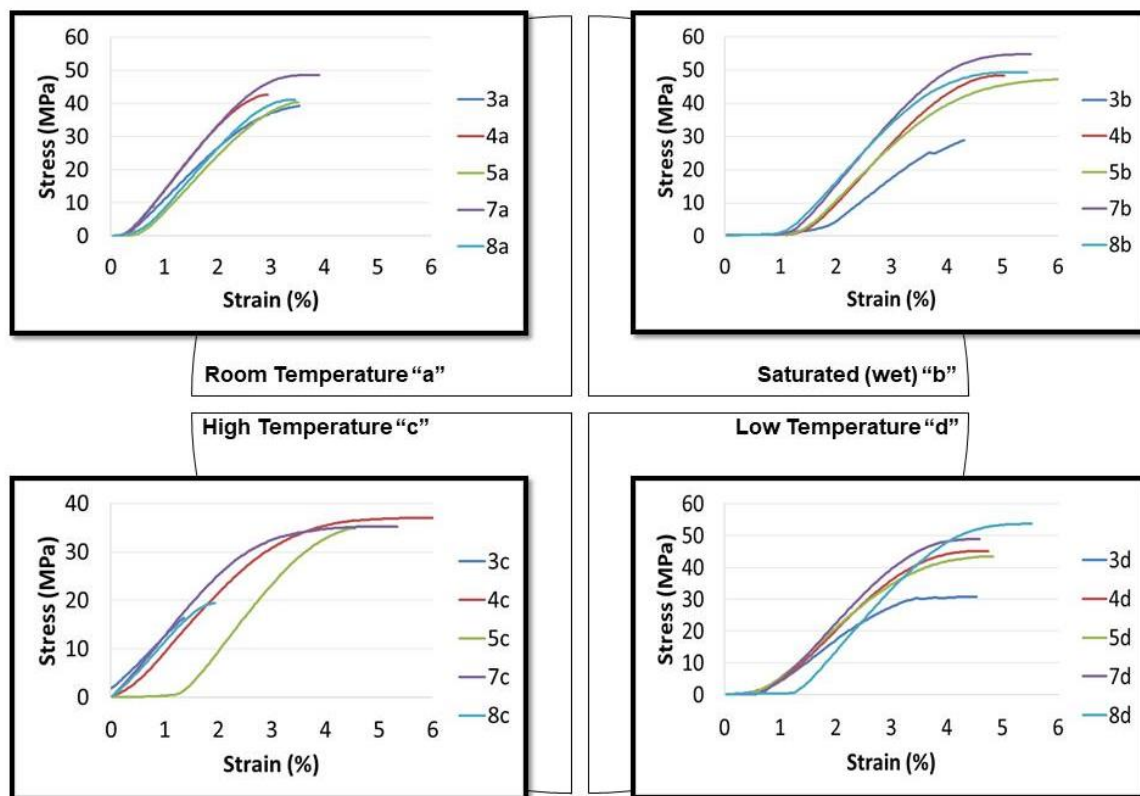 60
50
40
30
20
10
0
Stress (MPa)
0 1 2 3 4 5 6
Strain (%)
3a
4a
5a
7a
8a
60
50
40
30
20
10
0
Stress (MPa)
0 1 2 3 4 5 6
Strain (%)
3b
4b
5b
7b
8b
Room Temperature “a”
Saturated (wet) “b”
High Temperature “c”
Low Temperature “d”
40
30
20
10
0
Stress (MPa)
0 1 2 3 4 5 6
Strain (%)
3c
4c
5c
7c
8c
60
50
40
30
20
10
0
Stress (MPa)
0 1 2 3 4 5 6
Strain (%)
3d
4d
5d
7d
8d